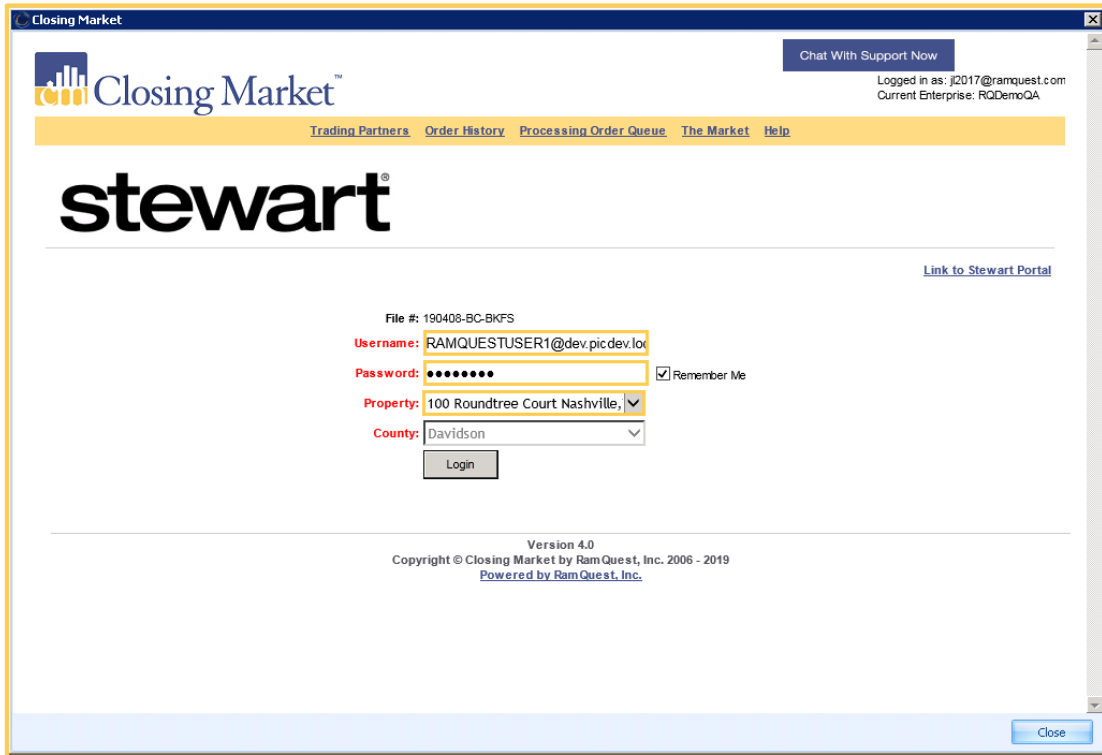 Closing Market
Chat With Support Now
cm Closing Market™
Logged in as: jl2017@ramquest.com
Current Enterprise: RQDemoQA
Trading Partners Order History Processing Order Queue The Market Help
stewart®
Link to Stewart Portal
File #: 190408-BC-BKFS
Username: RAMQUESTUSER1@dev.picdev.loc
Password: ●●●●●●●● Remember Me
Property: 100 Roundtree Court Nashville,
County: Davidson
Login
Version 4.0
Copyright © Closing Market by RamQuest, Inc. 2006 - 2019
Powered by RamQuest, Inc.
Close